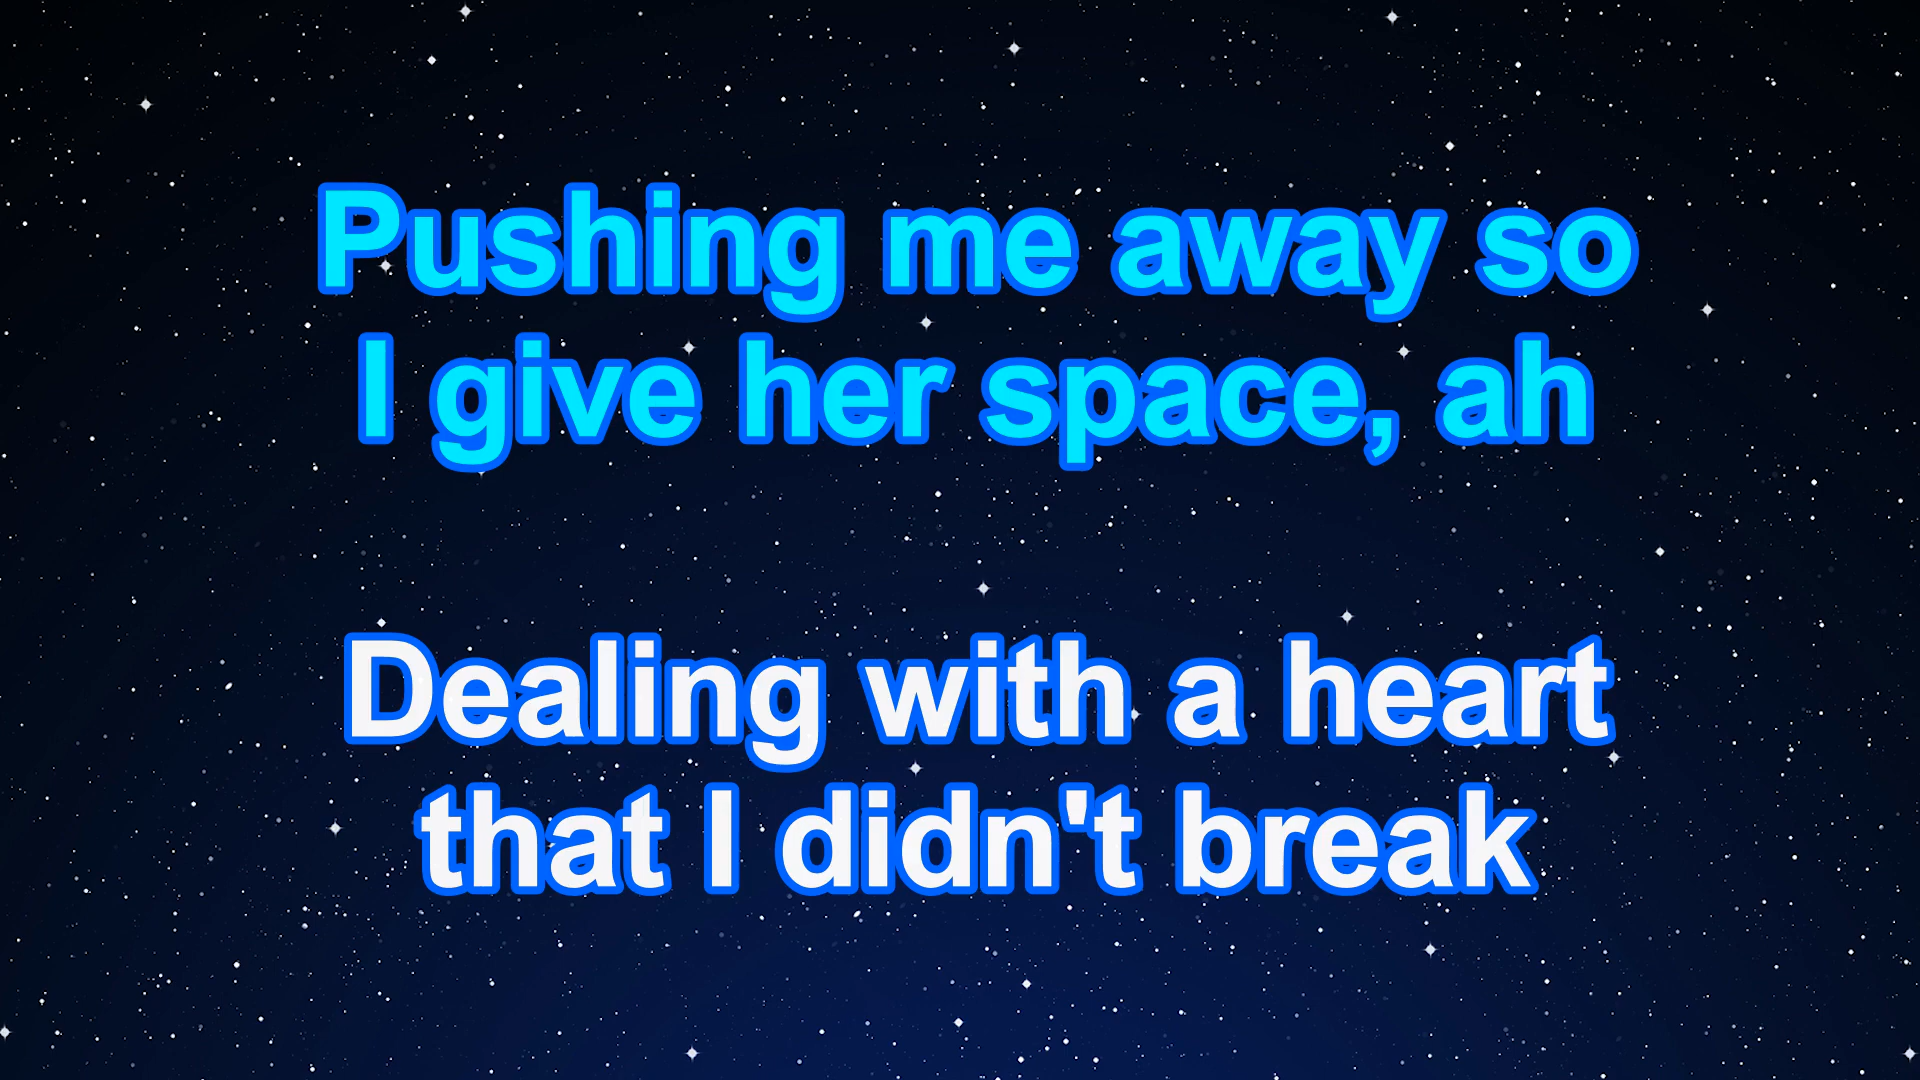 Pushing me away so
I give her space, ah
Dealing with a heart
that I didn't break